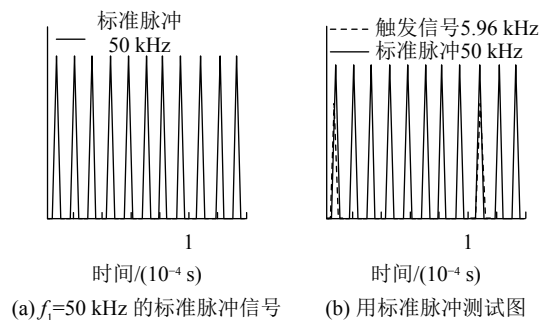 标准脉冲
50 kHz
1
时间/(10⁻⁴ s)
(a) f₁=50 kHz 的标准脉冲信号
触发信号5.96 kHz
标准脉冲50 kHz
1
时间/(10⁻⁴ s)
(b) 用标准脉冲测试图